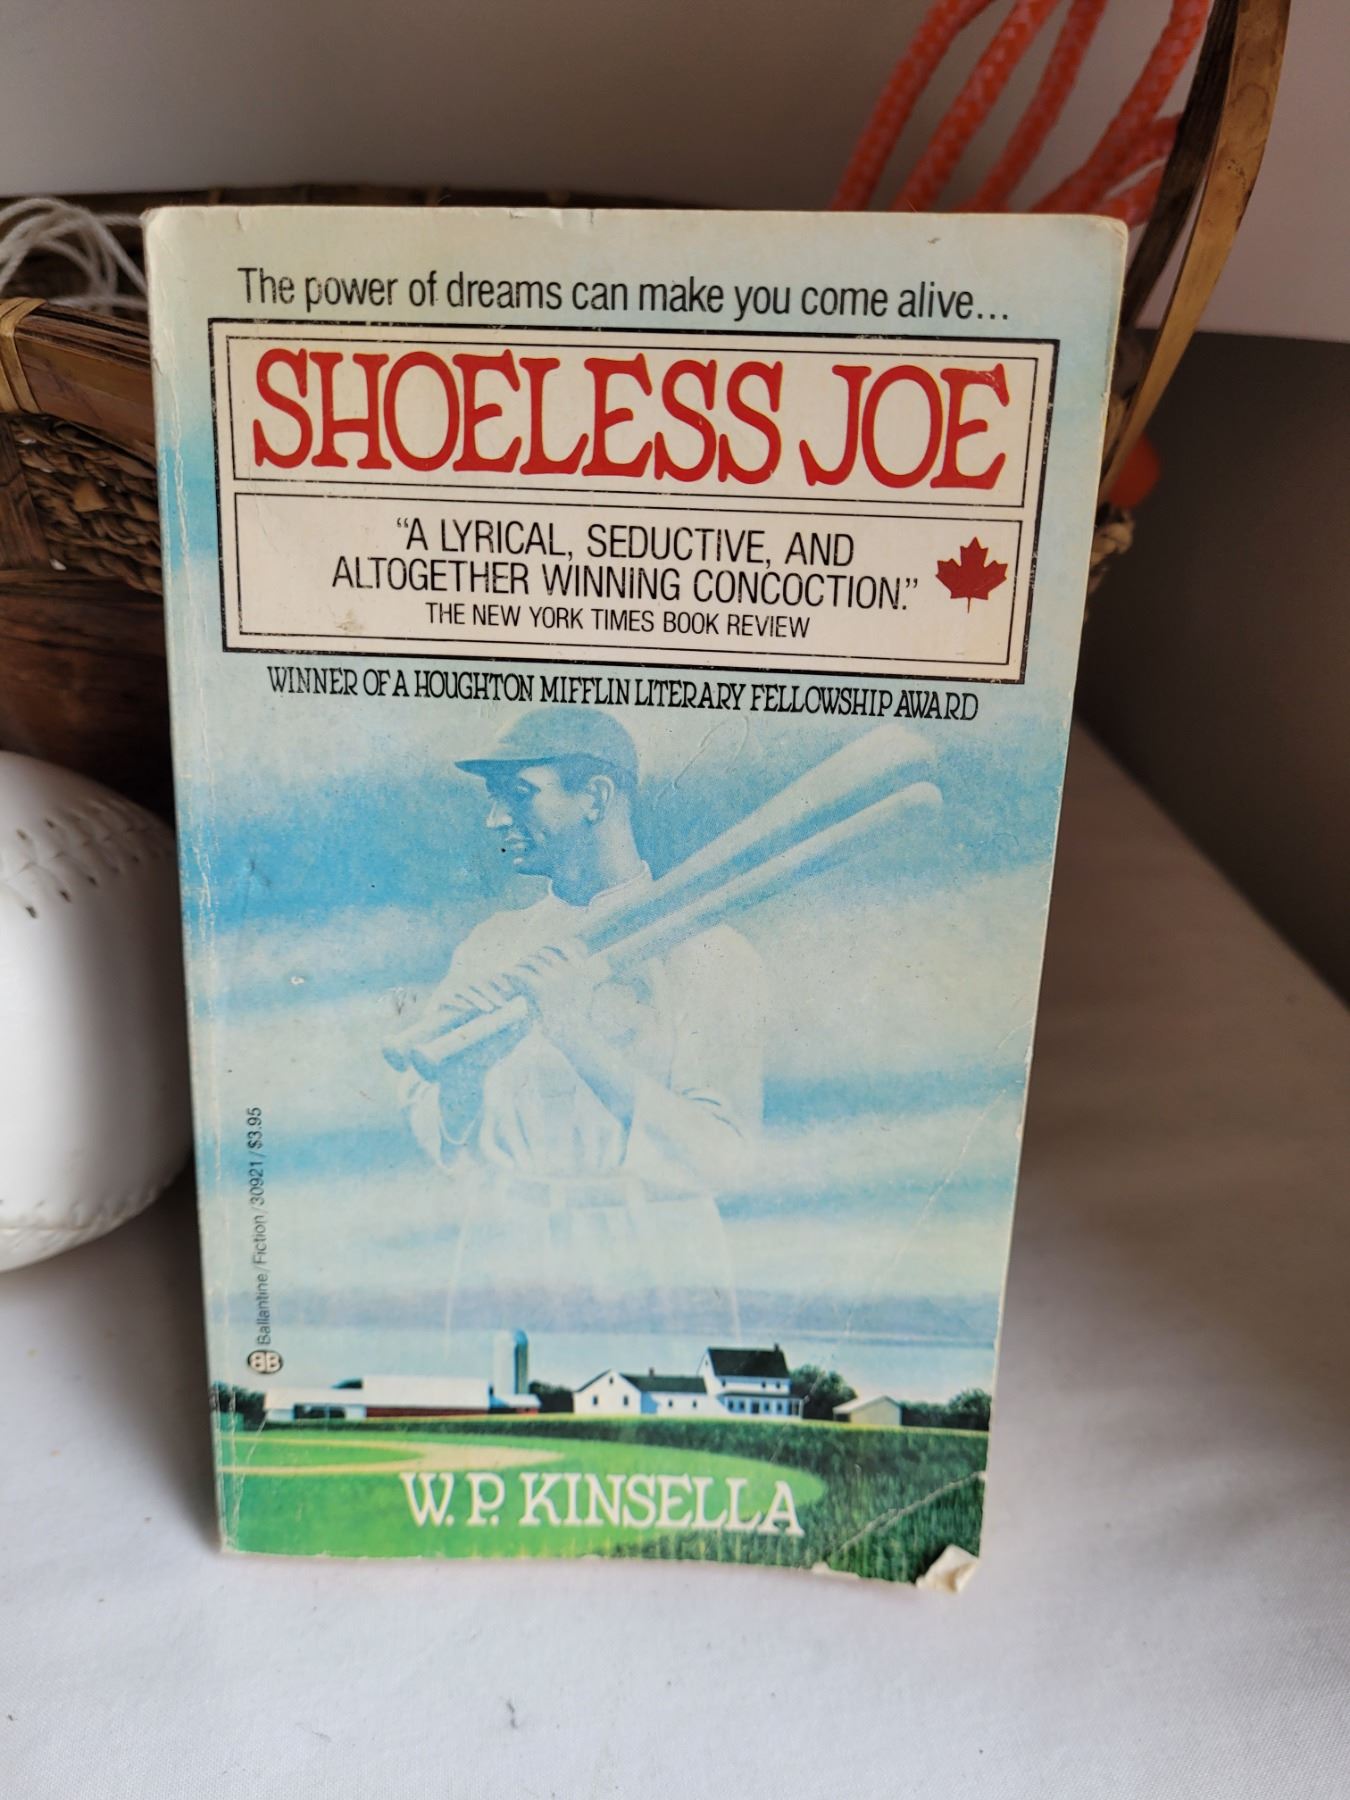 The power of dreams can make you come alive...
SHOELESS JOE
"A LYRICAL, SEDUCTIVE, AND
ALTOGETHER WINNING CONCOCTION."
THE NEW YORK TIMES BOOK REVIEW
WINNER OF A HOUGHTON MIFFLIN LITERARY FELLOWSHIP AWARD
BB Ballantine/Fiction/30921/$3.95
W. P. KINSELLA